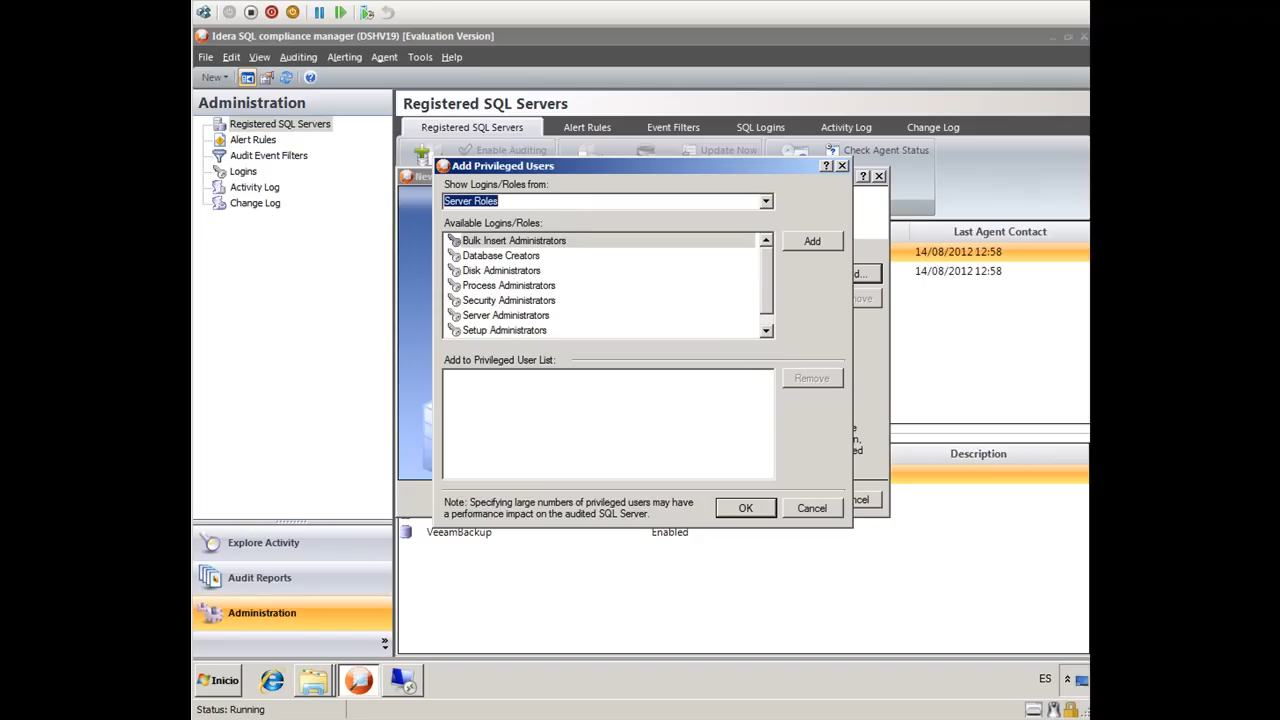 Idera SQL compliance manager (DSHV19) [Evaluation Version]
File Edit View Auditing Alerting Agent Tools Help
New
Administration
Registered SQL Servers
Alert Rules
Audit Event Filters
Logins
Activity Log
Change Log
Registered SQL Servers
Registered SQL Servers Alert Rules Event Filters SQL Logins Activity Log Change Log
Enable Auditing Update Now Check Agent Status
Add Privileged Users
Show Logins/Roles from:
Server Roles
Available Logins/Roles:
Bulk Insert Administrators
Database Creators
Disk Administrators
Process Administrators
Security Administrators
Server Administrators
Setup Administrators
Add
Add to Privileged User List:
Remove
Note: Specifying large numbers of privileged users may have
a performance impact on the audited SQL Server.
OK Cancel
Last Agent Contact
14/08/2012 12:58
14/08/2012 12:58
Description
VeeamBackup Enabled
Explore Activity
Audit Reports
Administration
Inicio
ES
Status: Running